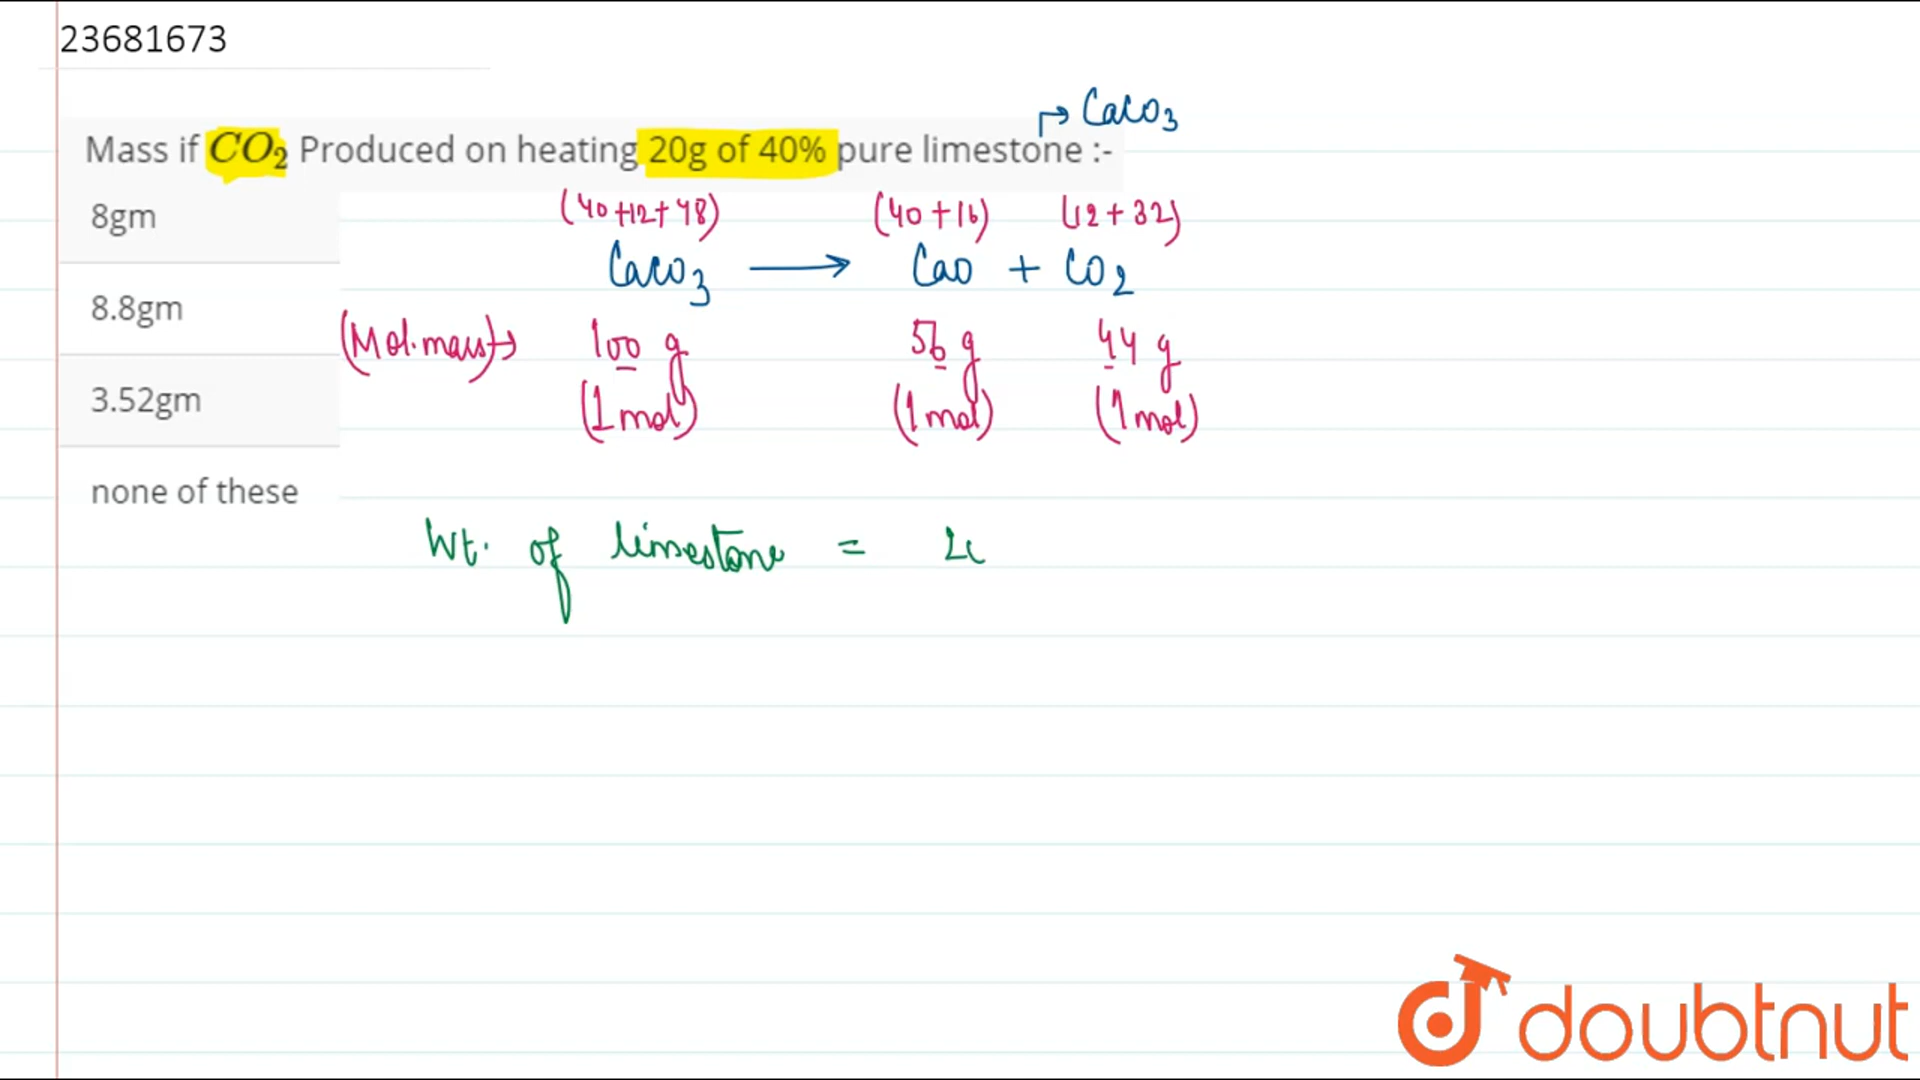 23681673
CaCO3
Mass if CO2 Produced on heating 20g of 40% pure limestone :-
8gm
(40+12+48) (40+16) (12+32)
CaCO3 → CaO + CO2
8.8gm
(Mol.mass)→ 100 g 56 g 44 g
3.52gm
(1 mol) (1 mol) (1 mol)
none of these
Wt. of limestone =
doubtnut